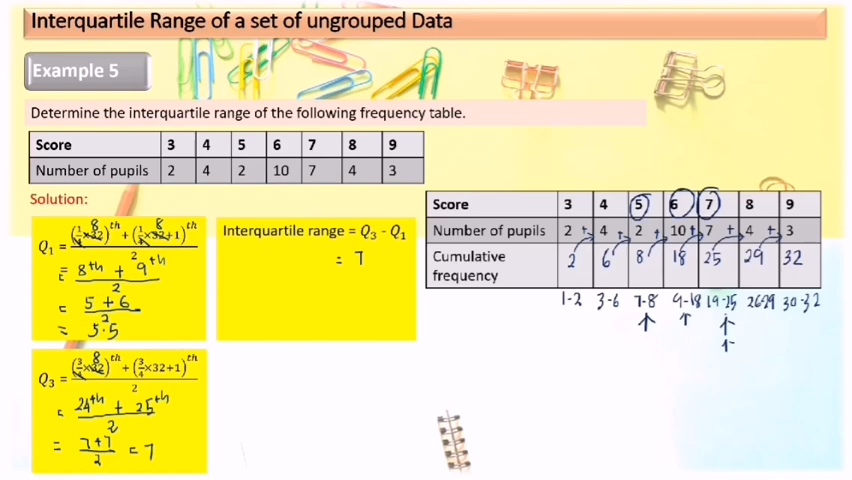 Interquartile Range of a set of ungrouped Data
Example 5
Determine the interquartile range of the following frequency table.
Score 3 4 5 6 7 8 9
Number of pupils 2 4 2 10 7 4 3
Solution:
Q₁ = (1/4 × 32)th + (1/4 × 32 + 1)th / 2
8 8
= 8th + 9th / 2
= 5 + 6 / 2
= 5.5
Q₃ = (3/4 × 32)th + (3/4 × 32 + 1)th / 2
8
= 24th + 25th / 2
= 7 + 7 / 2 = 7
Interquartile range = Q₃ - Q₁
= 7
Score 3 4 5 6 7 8 9
Number of pupils 2 + 4 + 2 + 10 + 7 + 4 + 3
Cumulative frequency 2 6 8 18 25 29 32
1-2 3-6 7-8 9-18 19-25 26-29 30-32